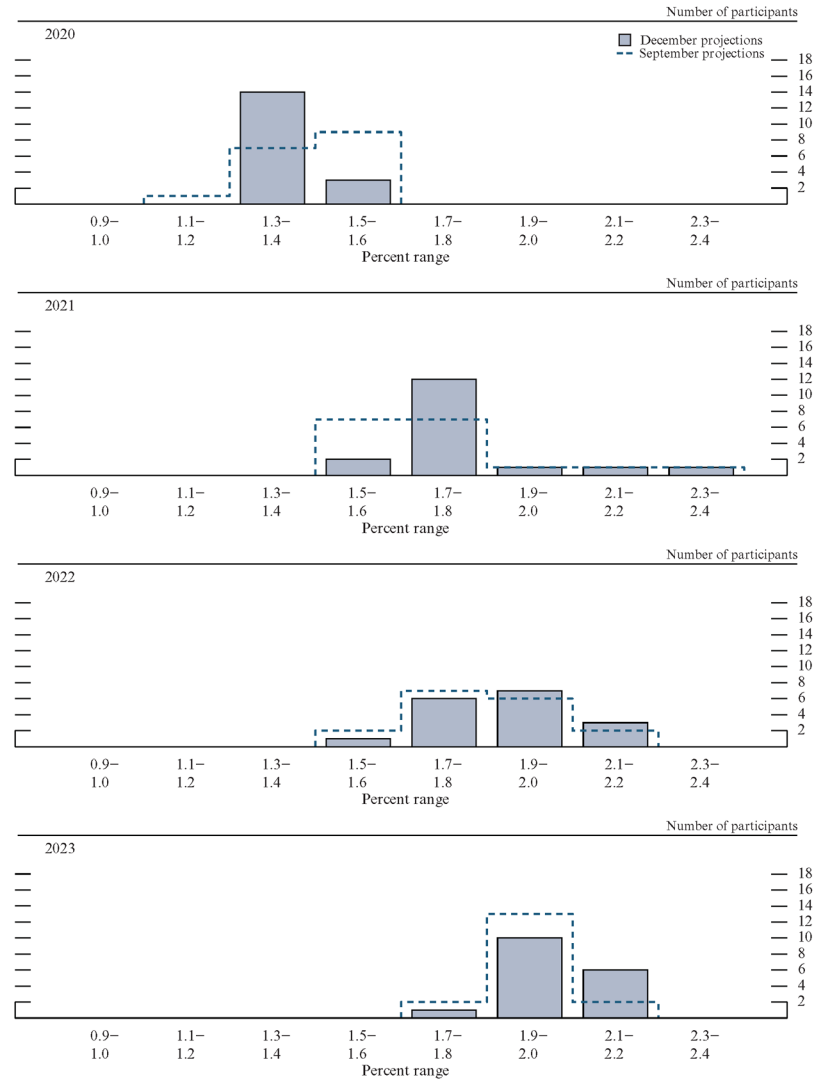 Number of participants
2020
December projections
September projections
18
16
14
12
10
8
6
4
2
0.9– 1.1– 1.3– 1.5– 1.7– 1.9– 2.1– 2.3–
1.0 1.2 1.4 1.6 1.8 2.0 2.2 2.4
Percent range
Number of participants
2021
18
16
14
12
10
8
6
4
2
0.9– 1.1– 1.3– 1.5– 1.7– 1.9– 2.1– 2.3–
1.0 1.2 1.4 1.6 1.8 2.0 2.2 2.4
Percent range
Number of participants
2022
18
16
14
12
10
8
6
4
2
0.9– 1.1– 1.3– 1.5– 1.7– 1.9– 2.1– 2.3–
1.0 1.2 1.4 1.6 1.8 2.0 2.2 2.4
Percent range
Number of participants
2023
18
16
14
12
10
8
6
4
2
0.9– 1.1– 1.3– 1.5– 1.7– 1.9– 2.1– 2.3–
1.0 1.2 1.4 1.6 1.8 2.0 2.2 2.4
Percent range